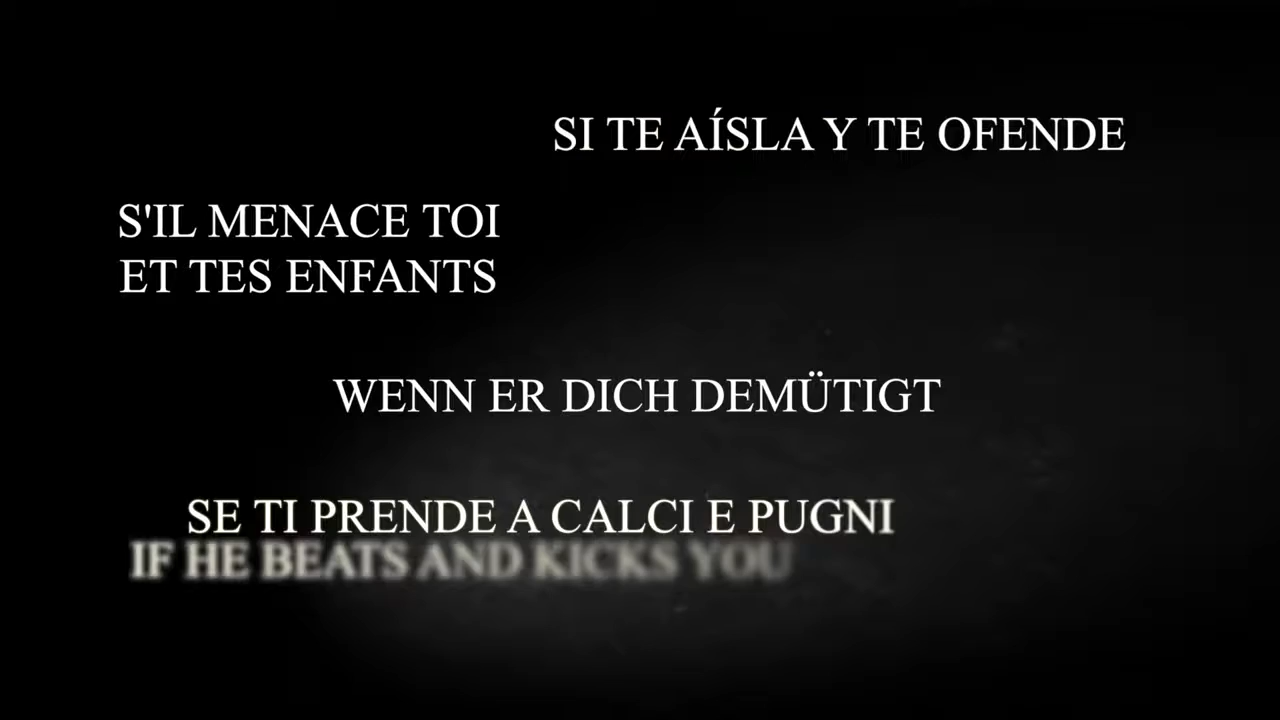 SI TE AÍSLA Y TE OFENDE
S'IL MENACE TOI
ET TES ENFANTS
WENN ER DICH DEMÜTIGT
SE TI PRENDE A CALCI E PUGNI
IF HE BEATS AND KICKS YOU